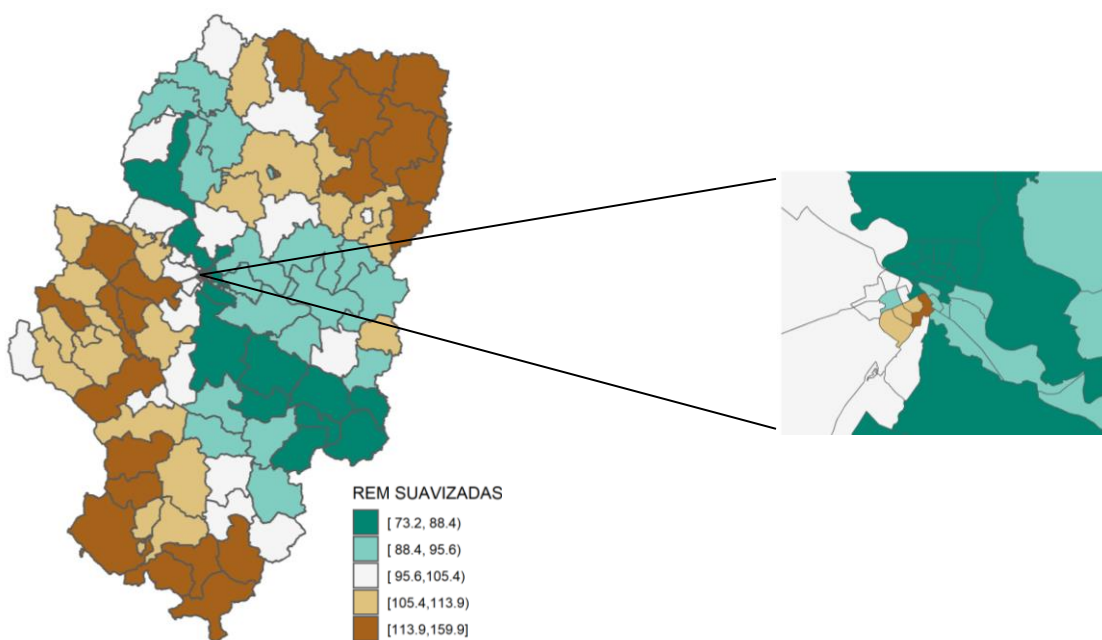 REM SUAVIZADAS
[ 73.2, 88.4)
[ 88.4, 95.6)
[ 95.6,105.4)
[105.4,113.9)
[113.9,159.9]